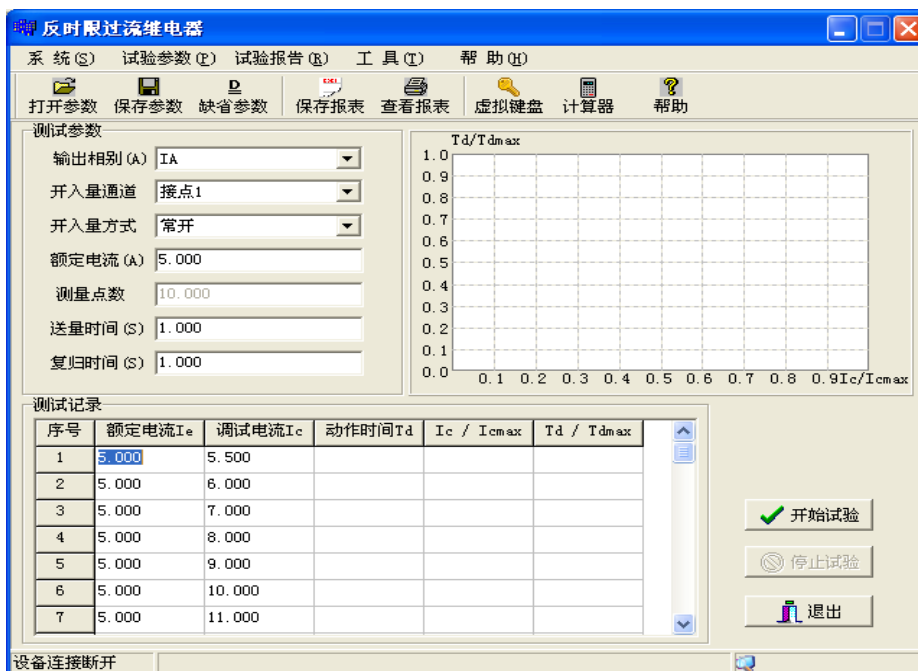 反时限过流继电器
系 统(S) 试验参数(P) 试验报告(R) 工 具(T) 帮 助(H)
打开参数 保存参数 D 缺省参数 保存报表 查看报表 虚拟键盘 计算器 帮助
测试参数
输出相别(A) IA
开入量通道 接点1
开入量方式 常开
额定电流(A) 5.000
测量点数 10.000
送量时间(S) 1.000
复归时间(S) 1.000
Td/Tdmax
1.0
0.9
0.8
0.7
0.6
0.5
0.4
0.3
0.2
0.1
0.0
0.1 0.2 0.3 0.4 0.5 0.6 0.7 0.8 0.9Ic/Icmax
测试记录
序号 额定电流Ie 调试电流Ic 动作时间Td Ic / Icmax Td / Tdmax
1 5.000 5.500
2 5.000 6.000
3 5.000 7.000
4 5.000 8.000
5 5.000 9.000
6 5.000 10.000
7 5.000 11.000
开始试验
停止试验
退出
设备连接断开